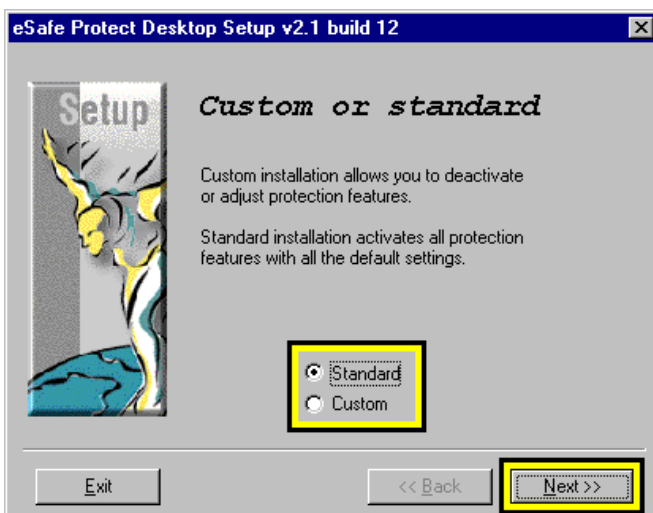 eSafe Protect Desktop Setup v2.1 build 12
Setup
Custom or standard
Custom installation allows you to deactivate
or adjust protection features.
Standard installation activates all protection
features with all the default settings.
Standard
Custom
Exit
<< Back
Next >>